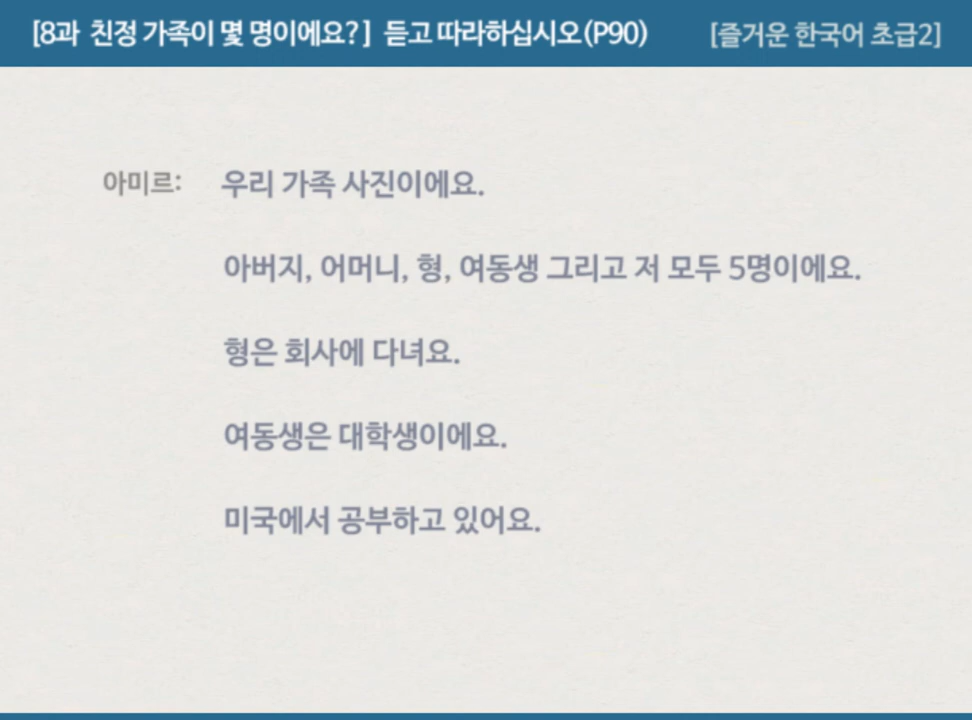 [8과 친정 가족이 몇 명이에요?] 듣고 따라하십시오(P90) [즐거운 한국어 초급2]
아미르: 우리 가족 사진이에요.
아버지, 어머니, 형, 여동생 그리고 저 모두 5명이에요.
형은 회사에 다녀요.
여동생은 대학생이에요.
미국에서 공부하고 있어요.